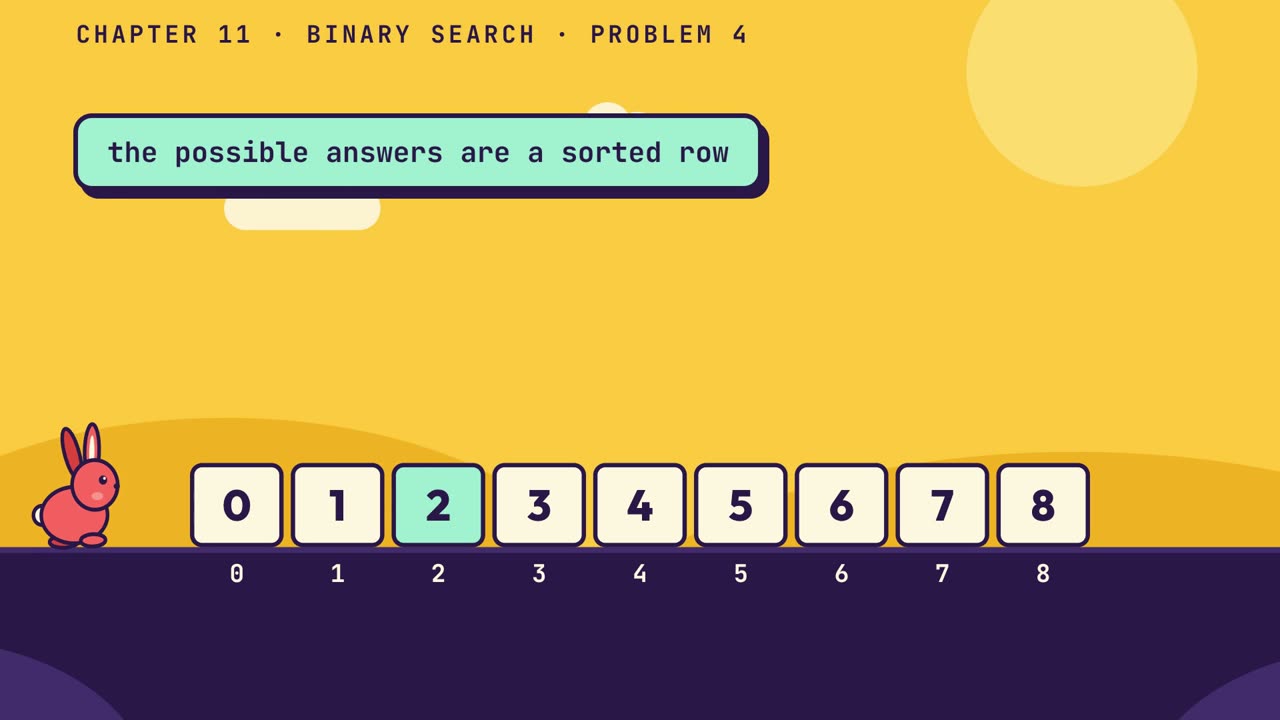 CHAPTER 11 · BINARY SEARCH · PROBLEM 4
the possible answers are a sorted row
0 1 2 3 4 5 6 7 8
0 1 2 3 4 5 6 7 8